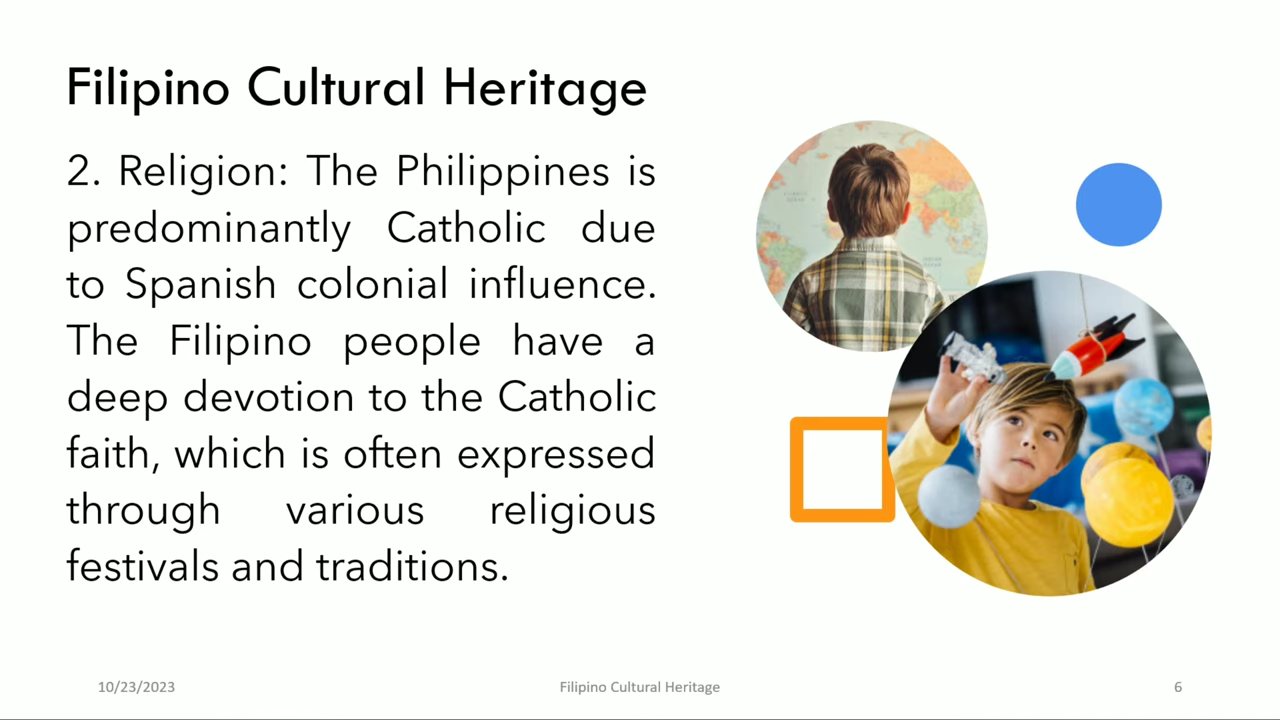 Filipino Cultural Heritage
2. Religion: The Philippines is
predominantly Catholic due
to Spanish colonial influence.
The Filipino people have a
deep devotion to the Catholic
faith, which is often expressed
through various religious
festivals and traditions.
10/23/2023
Filipino Cultural Heritage
6